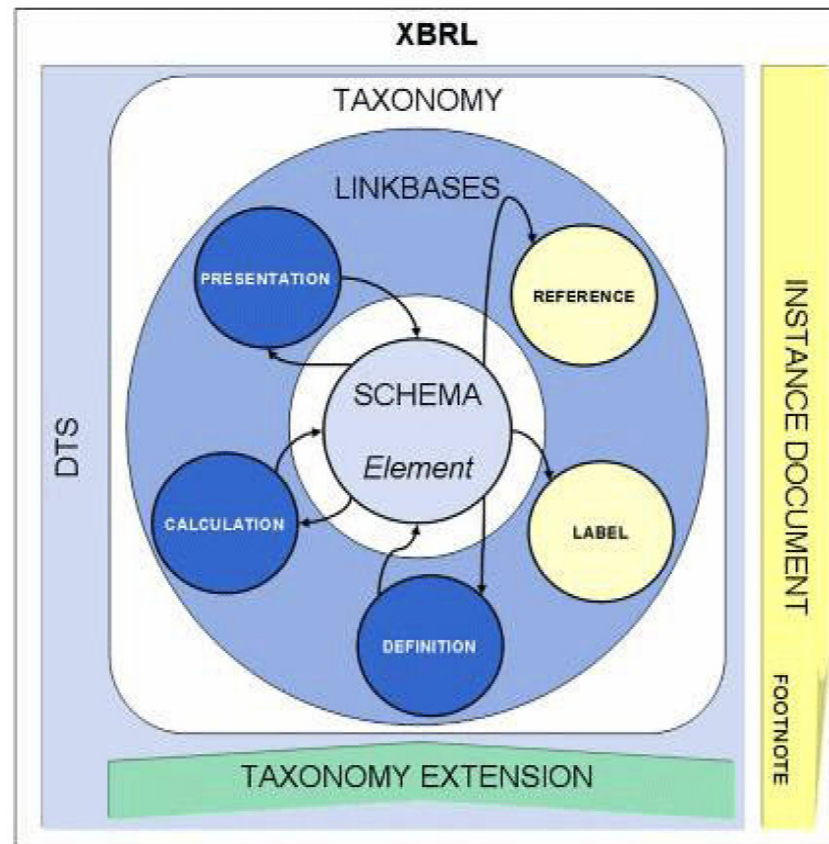 XBRL
TAXONOMY
LINKBASES
PRESENTATION
REFERENCE
SCHEMA
Element
CALCULATION
LABEL
DEFINITION
TAXONOMY EXTENSION
DTS
INSTANCE DOCUMENT
FOOTNOTE